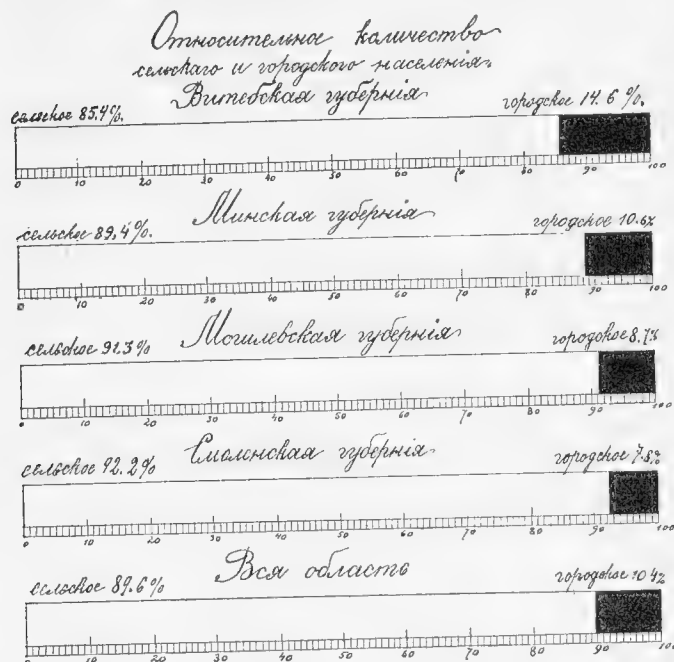 Относительное количество
сельскаго и городского населенія.
Витебская губернія
сельское 85.4%. городское 14.6 %.
0 10 20 30 40 50 60 70 80 90 100
Минская губернія
сельское 89.4%. городское 10.6%
0 10 20 30 40 50 60 70 80 90 100
Могилевская губернія
сельское 91.3% городское 8.7%
0 10 20 30 40 50 60 70 80 90 100
Смоленская губернія
сельское 92.2% городское 7.8%
0 10 20 30 40 50 60 70 80 90 100
Вся область
сельское 89.6% городское 10 4%
0 10 20 30 40 50 60 70 80 90 100